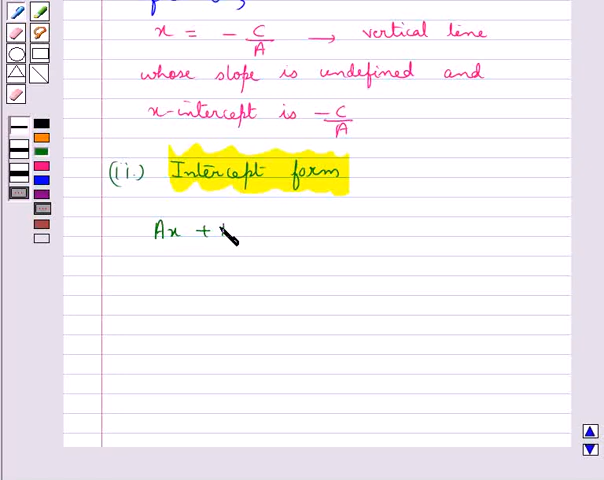 x = - C/A → vertical line
whose slope is undefined and
x-intercept is -C/A
(ii.) Intercept form
Ax +